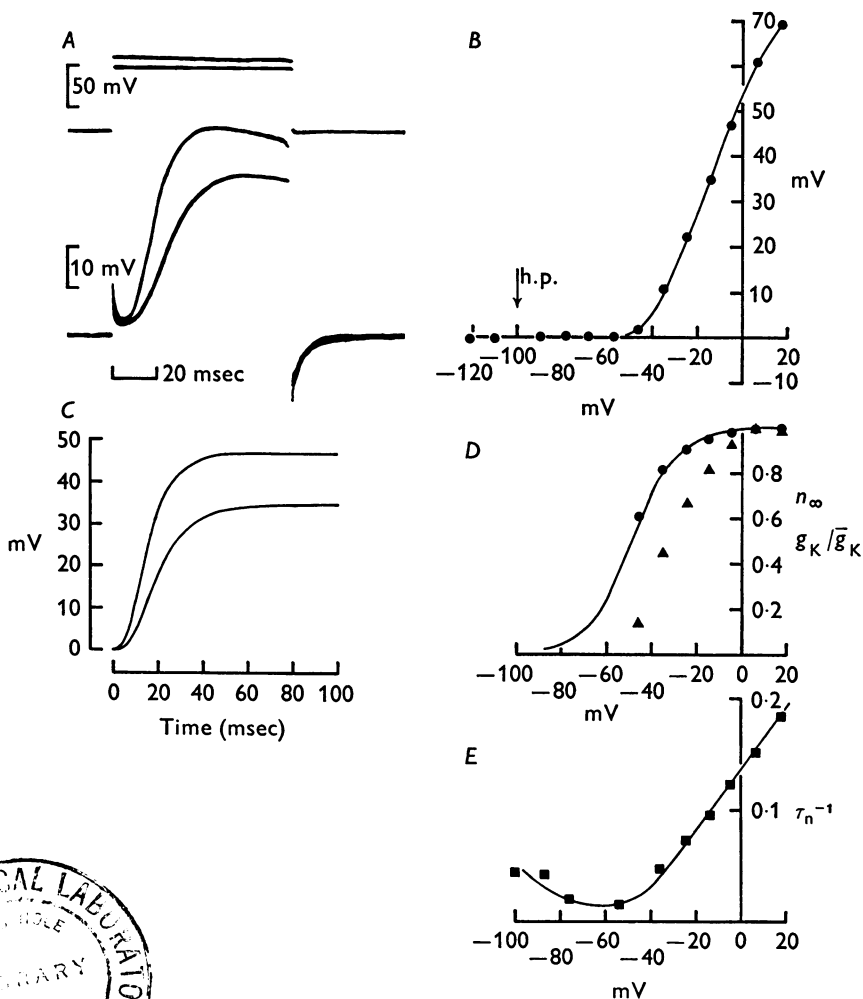 A
50 mV
10 mV
20 msec
B
70
50
40
30
20
10
−10
mV
h.p.
−120 −100 −80 −60 −40 −20 20
mV
C
50
40
30
20
10
0
mV
0 20 40 60 80 100
Time (msec)
D
0·8
0·6
0·4
0·2
n∞
gK/ḡK
−100 −80 −60 −40 −20 0 20
mV
E
0·2
0·1
τn⁻¹
−100 −80 −60 −40 −20 0 20
mV